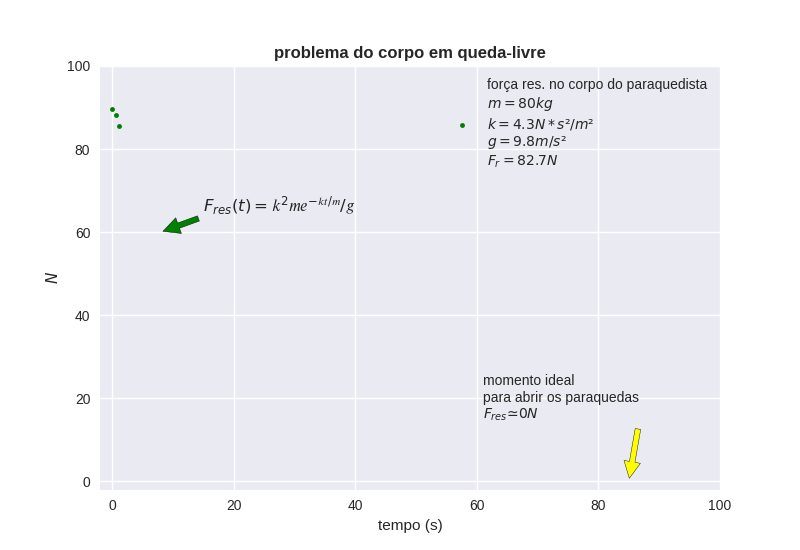 problema do corpo em queda-livre
100
80
60
40
20
0
N
força res. no corpo do paraquedista
m = 80kg
k = 4.3N * s²/m²
g = 9.8m/s²
F_r = 82.7N
F_res(t) = k²me^(-kt/m)/g
momento ideal
para abrir os paraquedas
F_res ≃ 0N
0 20 40 60 80 100
tempo (s)